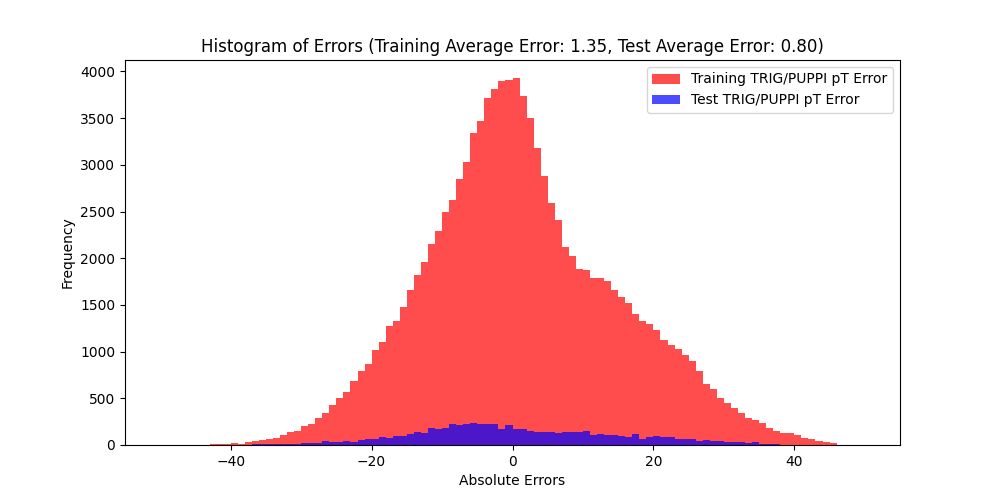 Histogram of Errors (Training Average Error: 1.35, Test Average Error: 0.80)
Training TRIG/PUPPI pT Error
Test TRIG/PUPPI pT Error
4000
3500
3000
2500
2000
1500
1000
500
0
Frequency
−40 −20 0 20 40
Absolute Errors